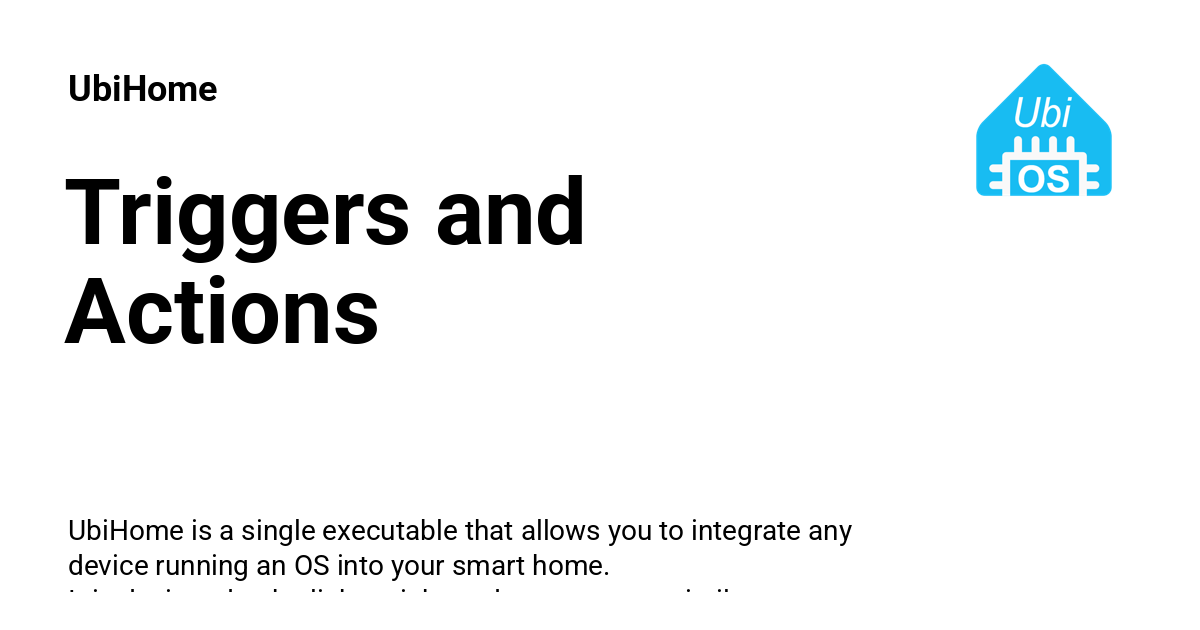 UbiHome
Ubi
OS
Triggers and
Actions
UbiHome is a single executable that allows you to integrate any
device running an OS into your smart home.